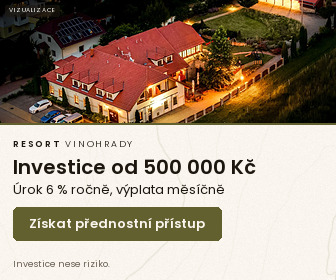 VIZUALIZACE
RESORT VINOHRADY
Investice od 500 000 Kč
Úrok 6 % ročně, výplata měsíčně
Získat přednostní přístup
Investice nese riziko.